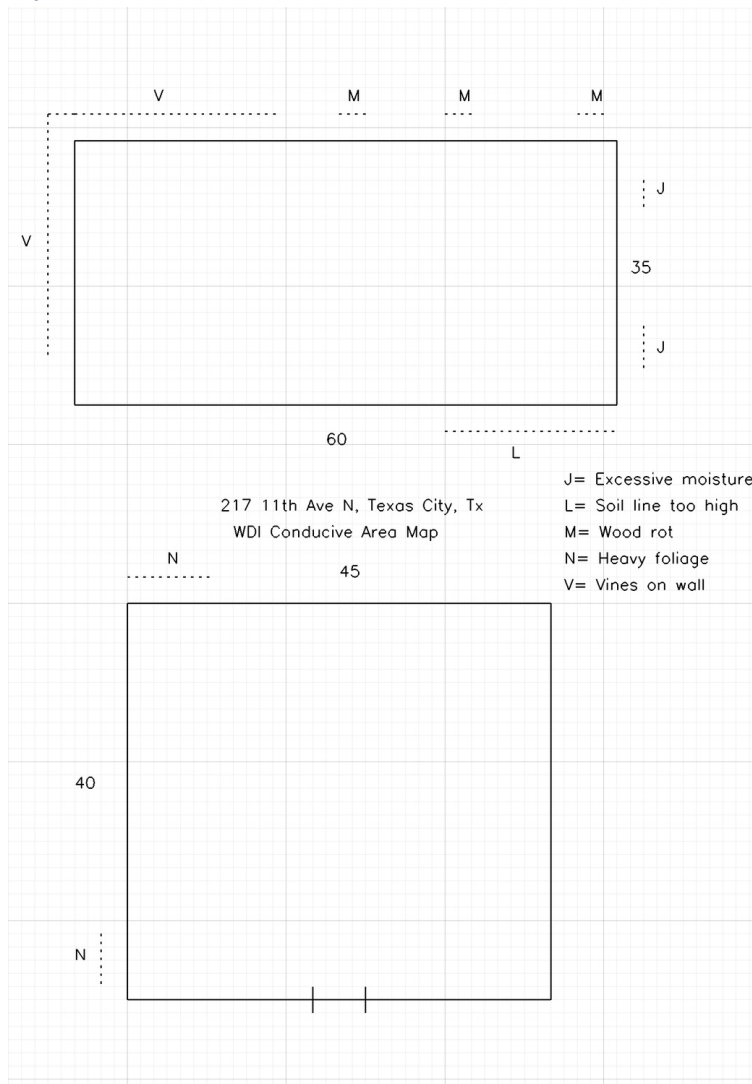 V M M M
J
V
35
J
60
L
217 11th Ave N, Texas City, Tx
WDI Conducive Area Map
J= Excessive moisture
L= Soil line too high
M= Wood rot
N= Heavy foliage
V= Vines on wall
N
45
40
N